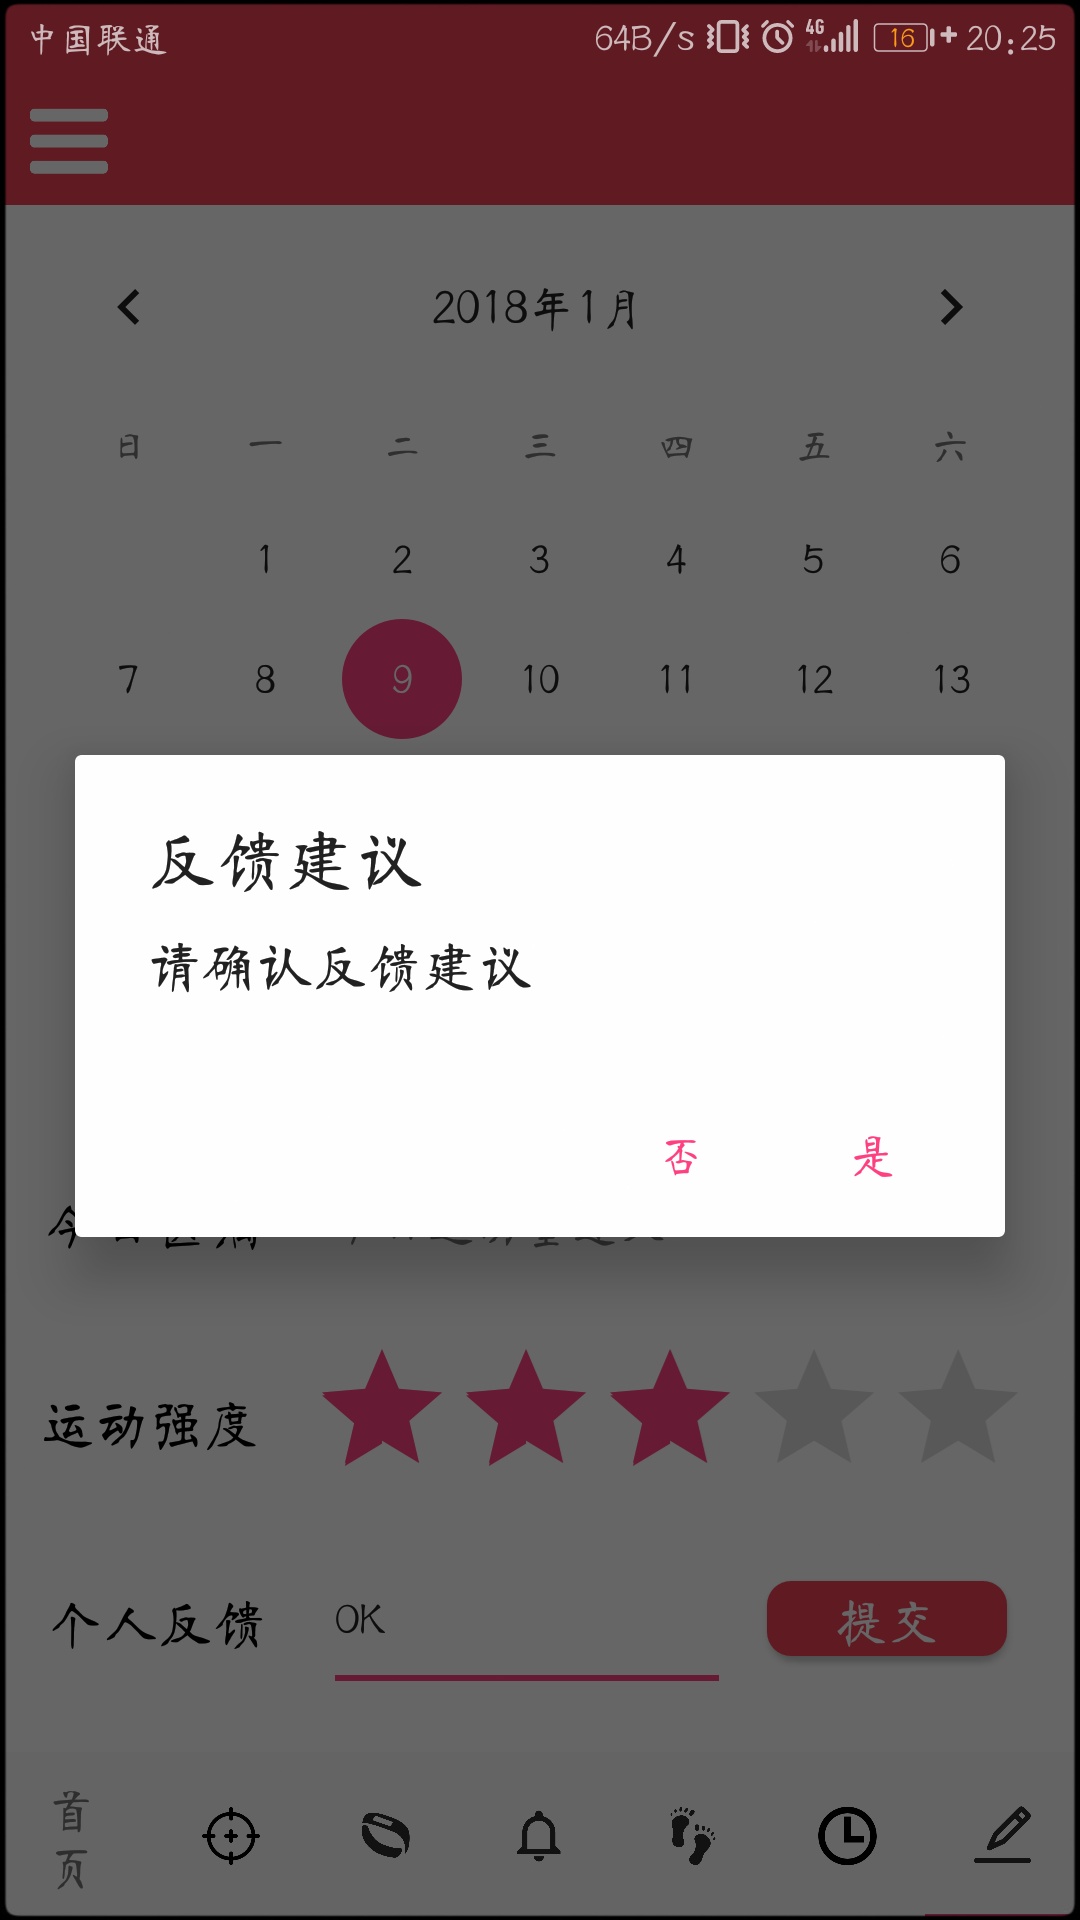 中国联通 64B/s 4G 16 20:25
2018年1月
日 一 二 三 四 五 六
1 2 3 4 5 6
7 8 9 10 11 12 13
反馈建议
请确认反馈建议
否 是
运动强度
个人反馈 OK 提交
首
页